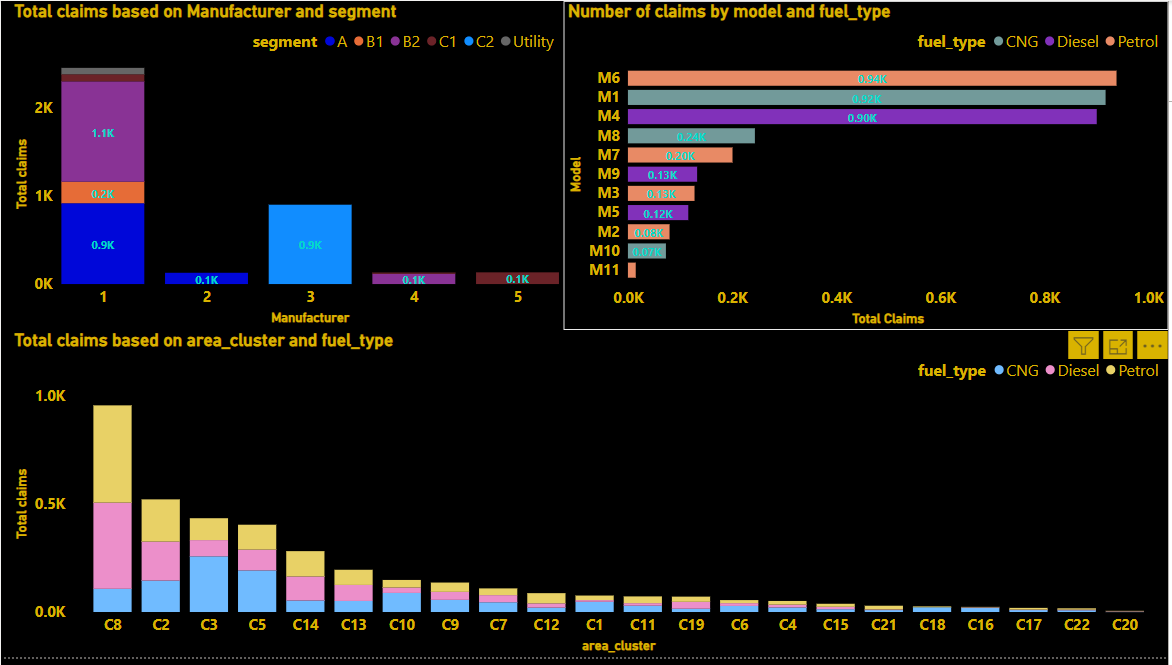 Total claims based on Manufacturer and segment
segment A B1 B2 C1 C2 Utility
Total claims
2K
1K
0K
1.1K
0.2K
0.9K
0.1K
0.9K
0.1K
0.1K
1 2 3 4 5
Manufacturer
Number of claims by model and fuel_type
fuel_type CNG Diesel Petrol
Model
M6 0.94K
M1 0.92K
M4 0.90K
M8 0.24K
M7 0.20K
M9 0.13K
M3 0.13K
M5 0.12K
M2 0.08K
M10 0.07K
M11
0.0K 0.2K 0.4K 0.6K 0.8K 1.0K
Total Claims
Total claims based on area_cluster and fuel_type
fuel_type CNG Diesel Petrol
Total claims
1.0K
0.5K
0.0K
C8 C2 C3 C5 C14 C13 C10 C9 C7 C12 C1 C11 C19 C6 C4 C15 C21 C18 C16 C17 C22 C20
area_cluster